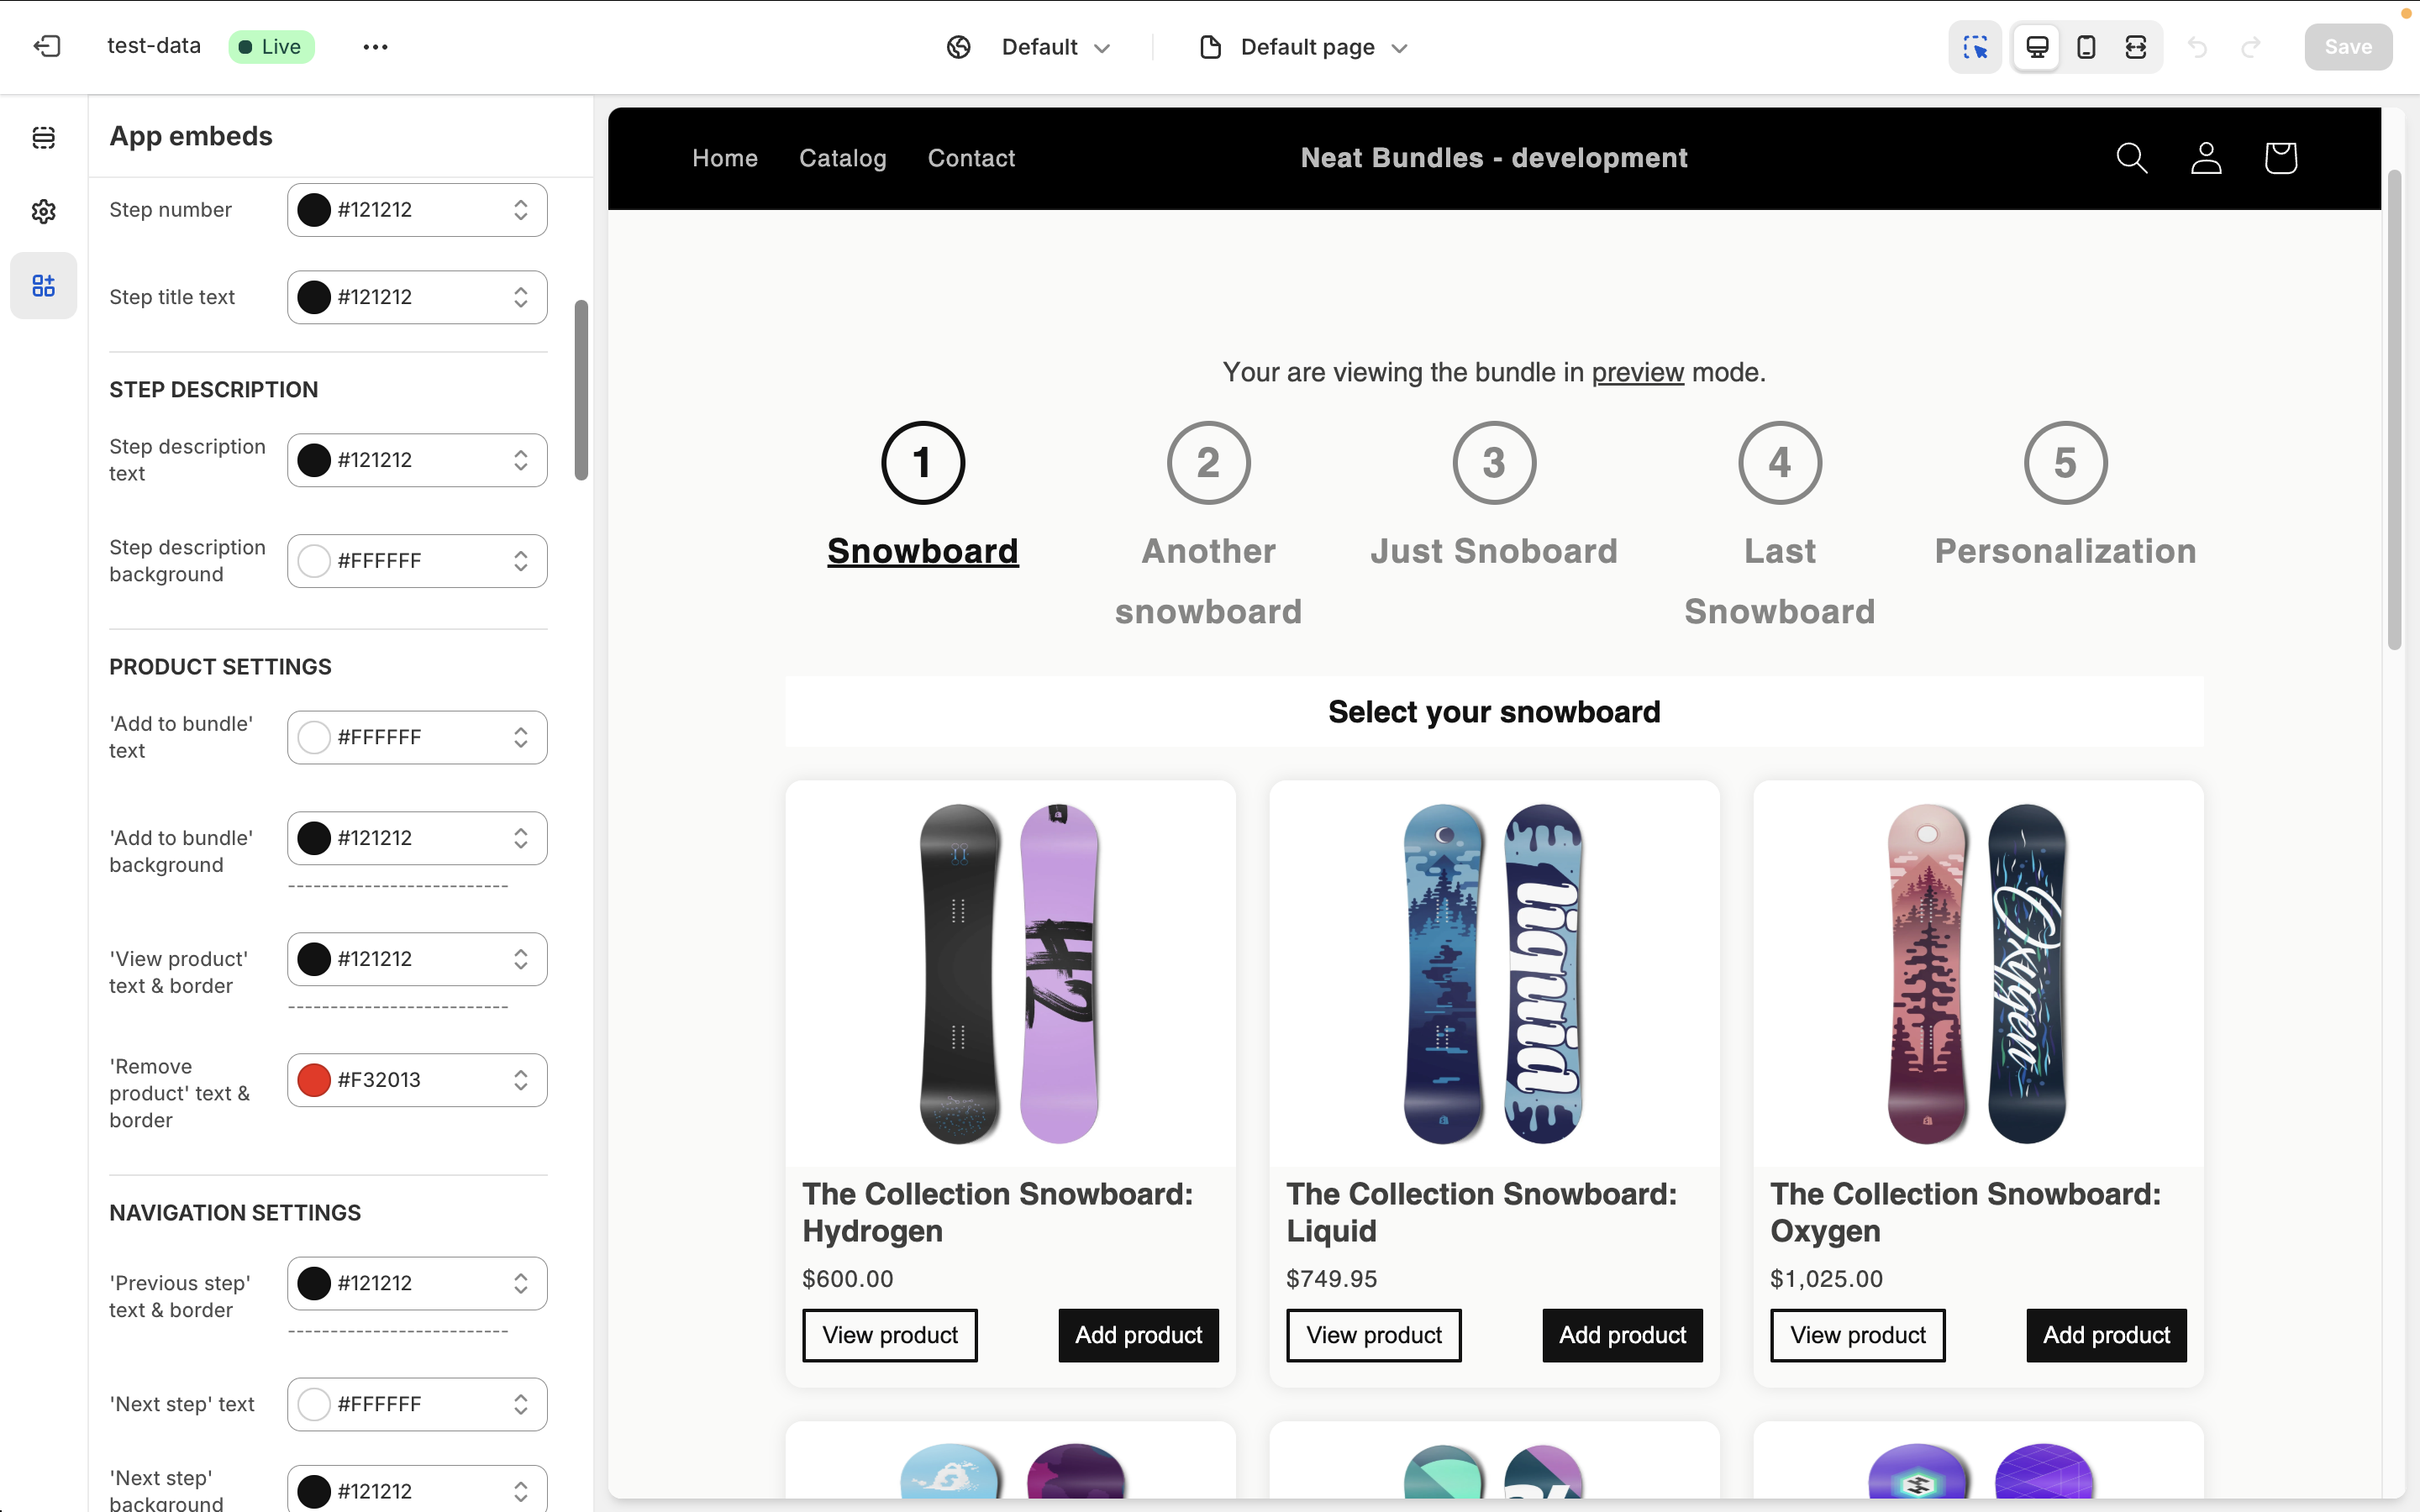 test-data
Live
Default
Default page
Save
App embeds
Step number
#121212
Step title text
#121212
STEP DESCRIPTION
Step description
text
#121212
Step description
background
#FFFFFF
PRODUCT SETTINGS
'Add to bundle'
text
#FFFFFF
'Add to bundle'
background
#121212
-------------------------
'View product'
text & border
#121212
-------------------------
'Remove
product' text &
border
#F32013
NAVIGATION SETTINGS
'Previous step'
text & border
#121212
-------------------------
'Next step' text
#FFFFFF
'Next step'
background
#121212
Home
Catalog
Contact
Neat Bundles - development
Your are viewing the bundle in preview mode.
1
2
3
4
5
Snowboard
Another
snowboard
Just Snoboard
Last
Snowboard
Personalization
Select your snowboard
liquid
Oxygen
The Collection Snowboard:
Hydrogen
$600.00
View product
Add product
The Collection Snowboard:
Liquid
$749.95
View product
Add product
The Collection Snowboard:
Oxygen
$1,025.00
View product
Add product